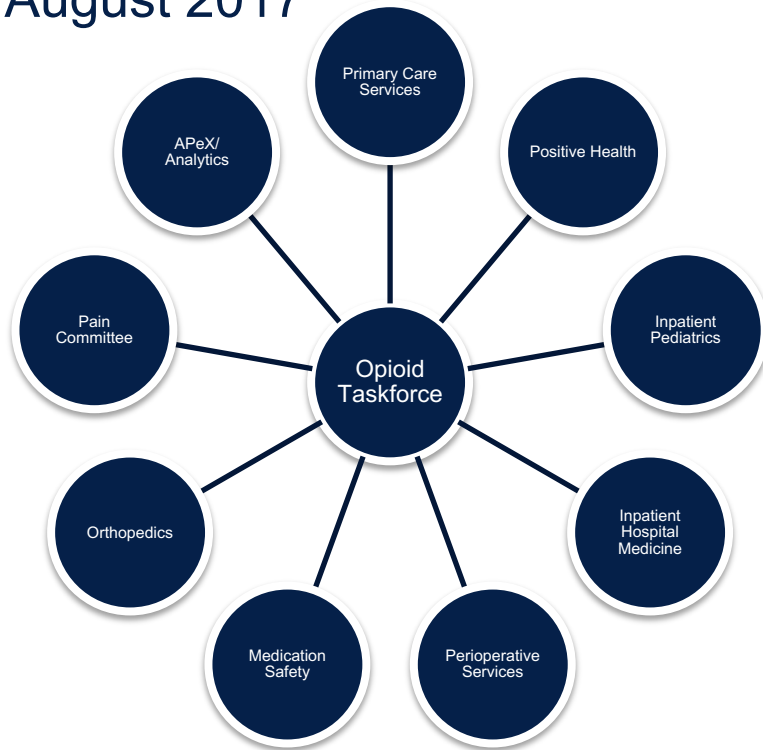 August 2017
Primary Care
Services
Positive Health
Inpatient
Pediatrics
Inpatient
Hospital
Medicine
Perioperative
Services
Medication
Safety
Orthopedics
Pain
Committee
APeX/
Analytics
Opioid
Taskforce